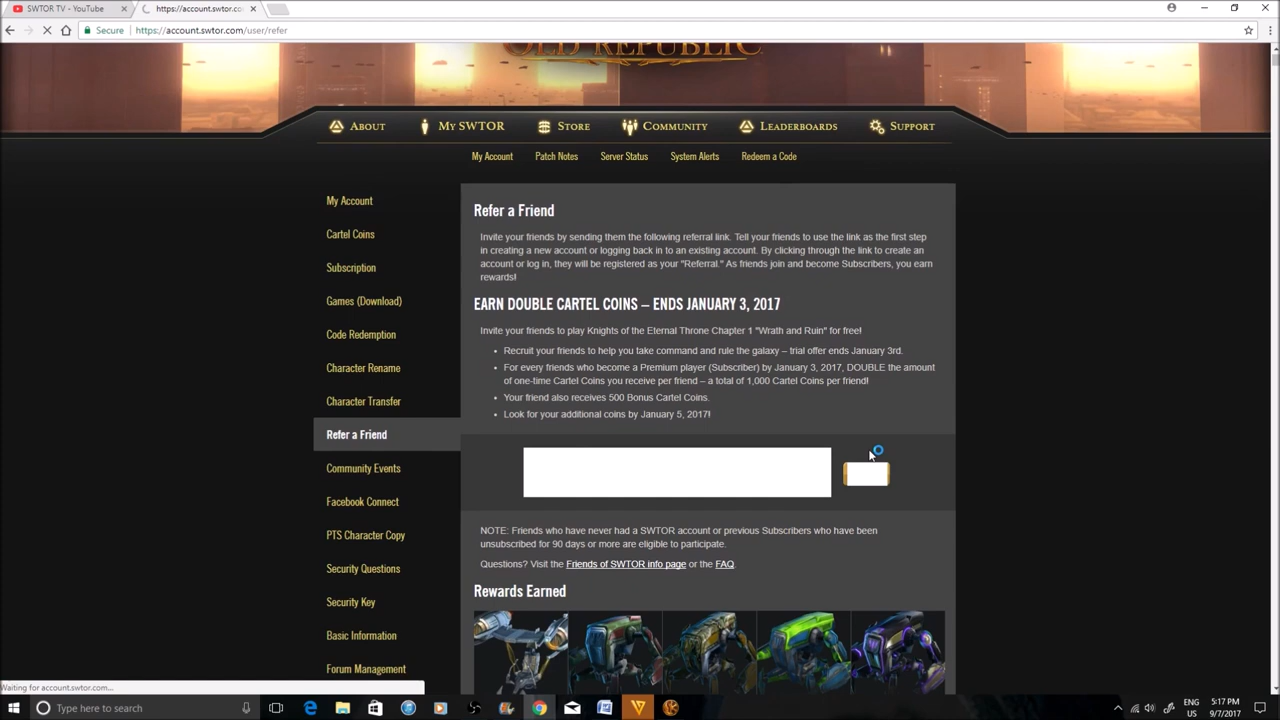 SWTOR TV - YouTube
https://account.swtor.co
Secure https://account.swtor.com/user/refer
OLD REPUBLIC
ABOUT MY SWTOR STORE COMMUNITY LEADERBOARDS SUPPORT
My Account Patch Notes Server Status System Alerts Redeem a Code
My Account
Cartel Coins
Subscription
Games (Download)
Code Redemption
Character Rename
Character Transfer
Refer a Friend
Community Events
Facebook Connect
PTS Character Copy
Security Questions
Security Key
Basic Information
Forum Management
Refer a Friend
Invite your friends by sending them the following referral link. Tell your friends to use the link as the first step
in creating a new account or logging back in to an existing account. By clicking through the link to create an
account or log in, they will be registered as your "Referral." As friends join and become Subscribers, you earn
rewards!
EARN DOUBLE CARTEL COINS – ENDS JANUARY 3, 2017
Invite your friends to play Knights of the Eternal Throne Chapter 1 "Wrath and Ruin" for free!
• Recruit your friends to help you take command and rule the galaxy – trial offer ends January 3rd.
• For every friends who become a Premium player (Subscriber) by January 3, 2017, DOUBLE the amount
of one-time Cartel Coins you receive per friend – a total of 1,000 Cartel Coins per friend!
• Your friend also receives 500 Bonus Cartel Coins.
• Look for your additional coins by January 5, 2017!
NOTE: Friends who have never had a SWTOR account or previous Subscribers who have been
unsubscribed for 90 days or more are eligible to participate.
Questions? Visit the Friends of SWTOR info page or the FAQ.
Rewards Earned
Waiting for account.swtor.com...
Type here to search
ENG
US
5:17 PM
9/7/2017